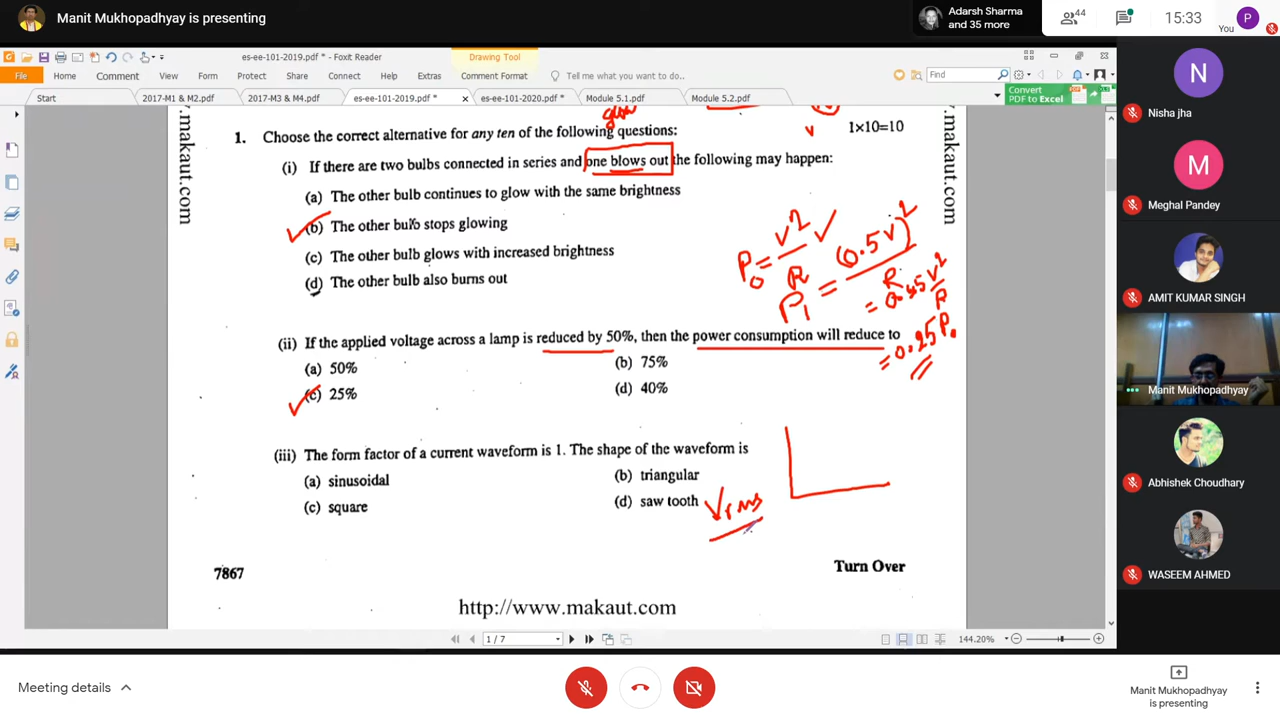 Manit Mukhopadhyay is presenting
Adarsh Sharma
and 35 more
44
15:33
You
P
es-ee-101-2019.pdf * - Foxit Reader
Drawing Tool
File
Home
Comment
View
Form
Protect
Share
Connect
Help
Extras
Comment Format
Tell me what you want to do..
Find
Start
2017-M1 & M2.pdf
2017-M3 & M4.pdf
es-ee-101-2019.pdf *
es-ee-101-2020.pdf *
Module 5.1.pdf
Module 5.2.pdf
Convert
PDF to Excel
v.makaut.com
v.makaut.com
v
1. Choose the correct alternative for any ten of the following questions:
1×10=10
(i) If there are two bulbs connected in series and one blows out the following may happen:
(a) The other bulb continues to glow with the same brightness
(b) The other bulb stops glowing
(c) The other bulb glows with increased brightness
(d) The other bulb also burns out
P0 = V²/R
P1 = (0.5V)²/R
= 0.25P0
(ii) If the applied voltage across a lamp is reduced by 50%, then the power consumption will reduce to
(a) 50%
(b) 75%
(c) 25%
(d) 40%
(iii) The form factor of a current waveform is 1. The shape of the waveform is
(a) sinusoidal
(b) triangular
(c) square
(d) saw tooth
Vrms
7867
Turn Over
http://www.makaut.com
1 / 7
144.20%
N
Nisha jha
M
Meghal Pandey
AMIT KUMAR SINGH
Manit Mukhopadhyay
Abhishek Choudhary
WASEEM AHMED
Meeting details
Manit Mukhopadhyay
is presenting